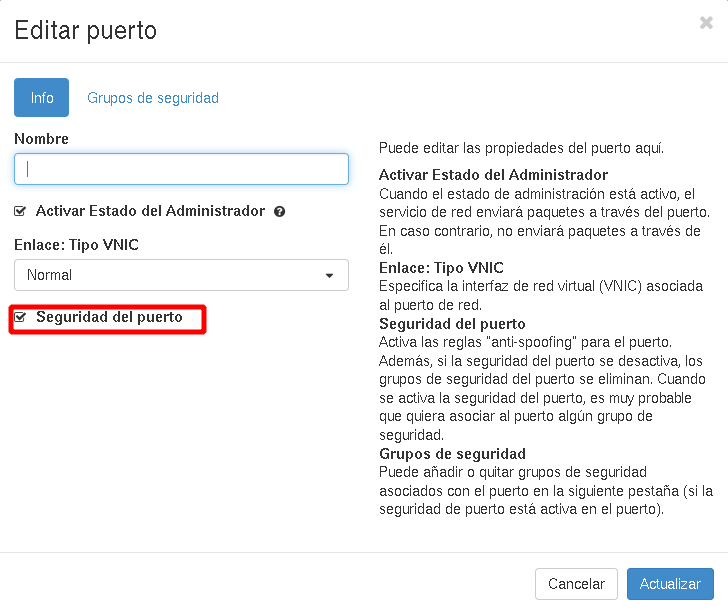 Editar puerto
×
Info
Grupos de seguridad
Nombre
Activar Estado del Administrador ?
Enlace: Tipo VNIC
Normal
Seguridad del puerto
Puede editar las propiedades del puerto aquí.
Activar Estado del Administrador
Cuando el estado de administración está activo, el
servicio de red enviará paquetes a través del puerto.
En caso contrario, no enviará paquetes a través de
él.
Enlace: Tipo VNIC
Especifica la interfaz de red virtual (VNIC) asociada
al puerto de red.
Seguridad del puerto
Activa las reglas "anti-spoofing" para el puerto.
Además, si la seguridad del puerto se desactiva, los
grupos de seguridad del puerto se eliminan. Cuando
se activa la seguridad del puerto, es muy probable
que quiera asociar al puerto algún grupo de
seguridad.
Grupos de seguridad
Puede añadir o quitar grupos de seguridad
asociados con el puerto en la siguiente pestaña (si la
seguridad de puerto está activa en el puerto).
Cancelar
Actualizar